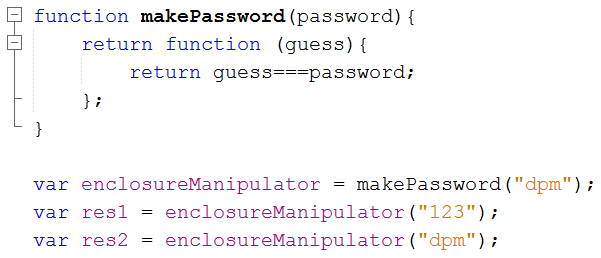 function makePassword(password){
    return function (guess){
        return guess===password;
    };
}

var enclosureManipulator = makePassword("dpm");
var res1 = enclosureManipulator("123");
var res2 = enclosureManipulator("dpm");